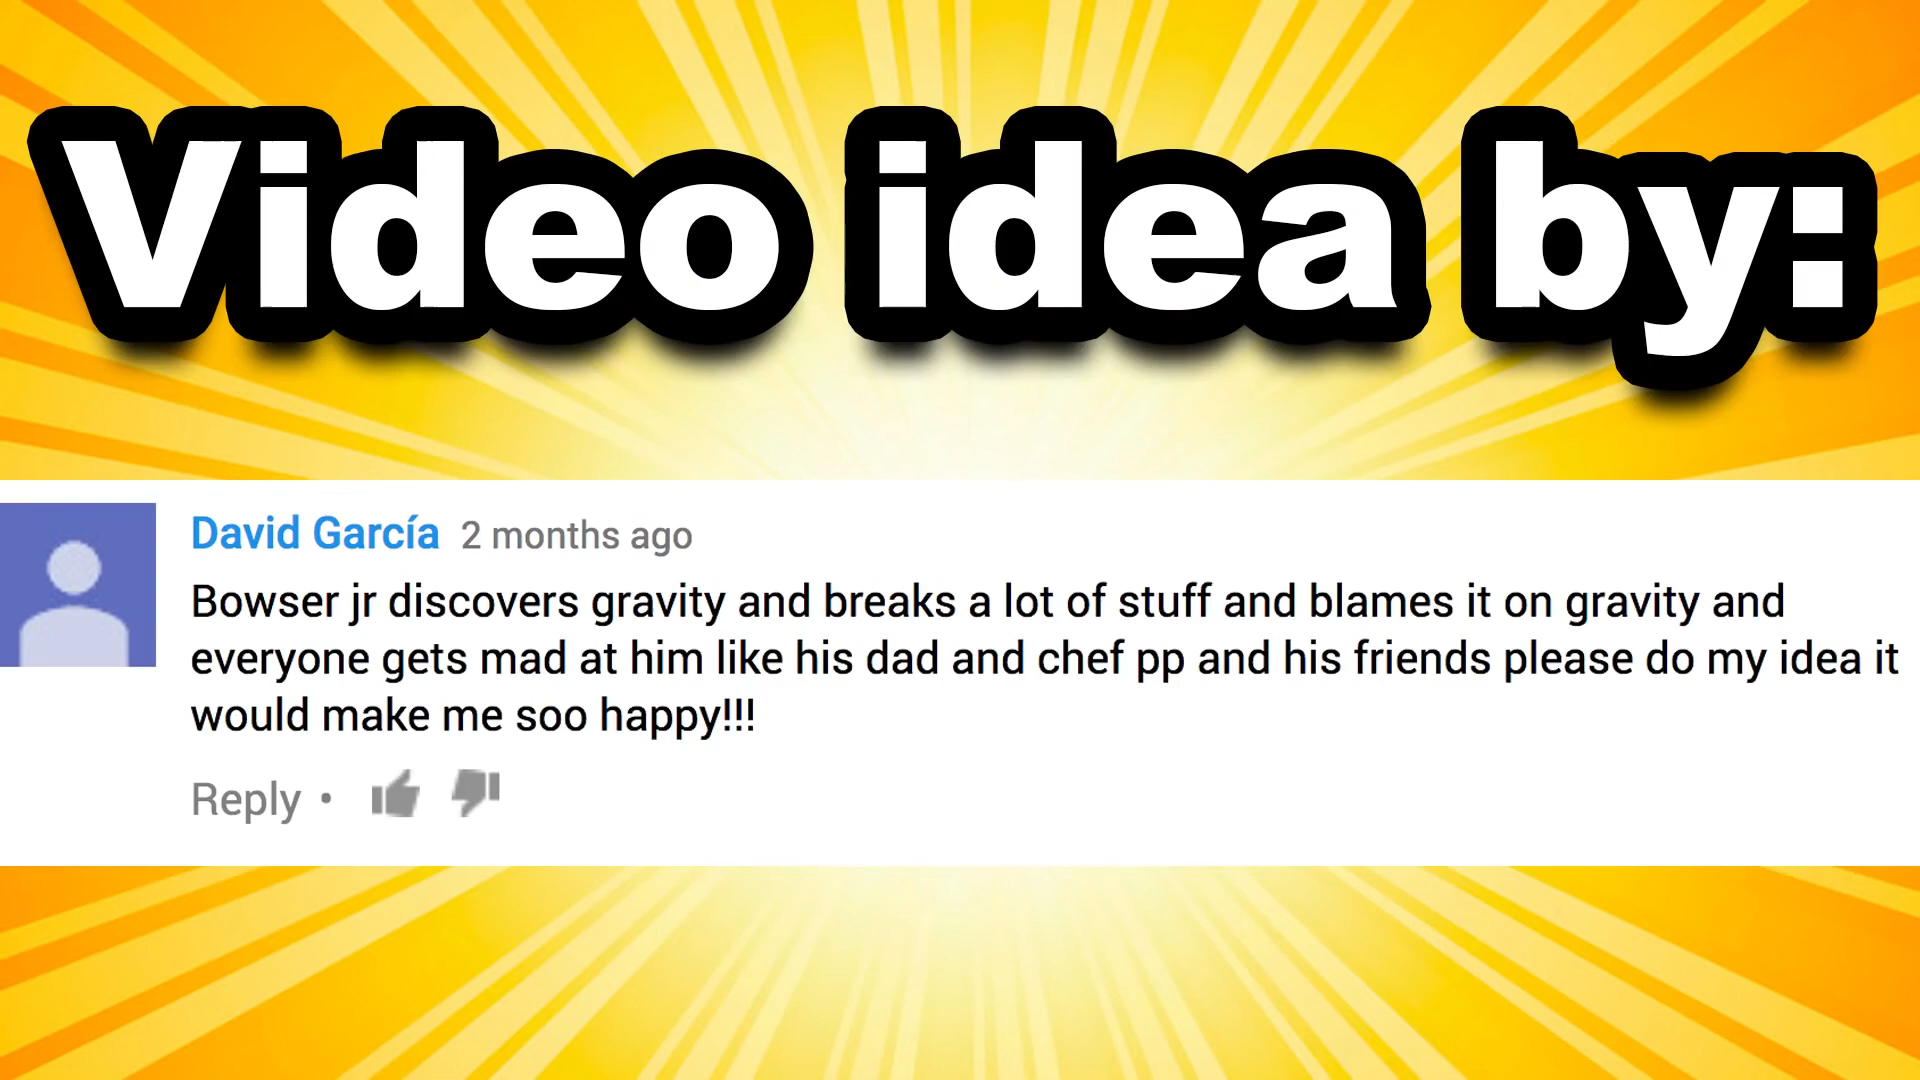 Video idea by:
David García 2 months ago
Bowser jr discovers gravity and breaks a lot of stuff and blames it on gravity and
everyone gets mad at him like his dad and chef pp and his friends please do my idea it
would make me soo happy!!!
Reply •